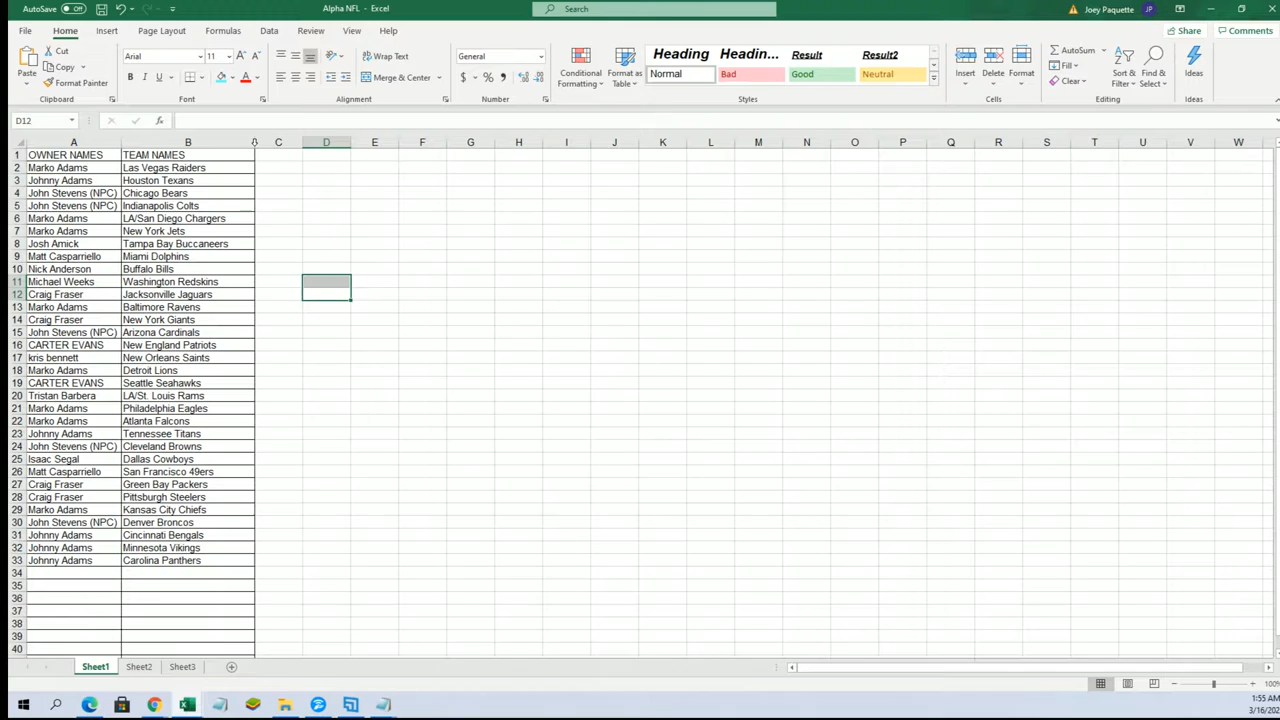 AutoSave Off Alpha NFL - Excel Search Joey Paquette JP
File Home Insert Page Layout Formulas Data Review View Help Share Comments
Paste Cut Copy Format Painter Clipboard
Arial 11 B I U A Font
Wrap Text Merge & Center Alignment
General $ % Number
Conditional Formatting Format as Table
Heading Headin... Result Result2
Normal Bad Good Neutral
Styles
Insert Delete Format Cells
AutoSum Fill Clear Sort & Filter Find & Select Editing
Ideas Ideas
D12
A B C D E F G H I J K L M N O P Q R S T U V W
1 OWNER NAMES TEAM NAMES
2 Marko Adams Las Vegas Raiders
3 Johnny Adams Houston Texans
4 John Stevens (NPC) Chicago Bears
5 John Stevens (NPC) Indianapolis Colts
6 Marko Adams LA/San Diego Chargers
7 Marko Adams New York Jets
8 Josh Amick Tampa Bay Buccaneers
9 Matt Casparriello Miami Dolphins
10 Nick Anderson Buffalo Bills
11 Michael Weeks Washington Redskins
12 Craig Fraser Jacksonville Jaguars
13 Marko Adams Baltimore Ravens
14 Craig Fraser New York Giants
15 John Stevens (NPC) Arizona Cardinals
16 CARTER EVANS New England Patriots
17 kris bennett New Orleans Saints
18 Marko Adams Detroit Lions
19 CARTER EVANS Seattle Seahawks
20 Tristan Barbera LA/St. Louis Rams
21 Marko Adams Philadelphia Eagles
22 Marko Adams Atlanta Falcons
23 Johnny Adams Tennessee Titans
24 John Stevens (NPC) Cleveland Browns
25 Isaac Segal Dallas Cowboys
26 Matt Casparriello San Francisco 49ers
27 Craig Fraser Green Bay Packers
28 Craig Fraser Pittsburgh Steelers
29 Marko Adams Kansas City Chiefs
30 John Stevens (NPC) Denver Broncos
31 Johnny Adams Cincinnati Bengals
32 Johnny Adams Minnesota Vikings
33 Johnny Adams Carolina Panthers
34
35
36
37
38
39
40
Sheet1 Sheet2 Sheet3
100%
1:55 AM
3/16/202